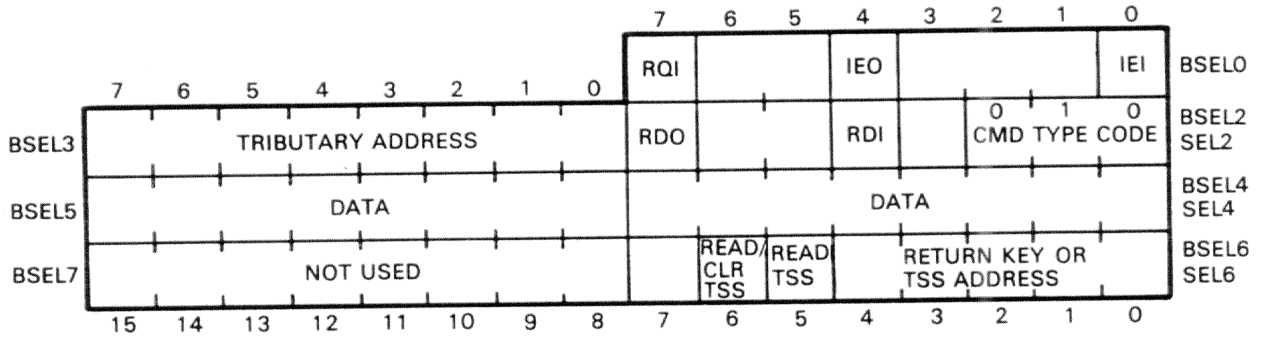 7 6 5 4 3 2 1 0
RQI IEO IEI BSEL0
7 6 5 4 3 2 1 0
0 1 0 BSEL2
BSEL3 TRIBUTARY ADDRESS RDO RDI CMD TYPE CODE SEL2
BSEL4
BSEL5 DATA DATA SEL4
READ/ READ RETURN KEY OR BSEL6
BSEL7 NOT USED CLR TSS TSS ADDRESS SEL6
TSS
15 14 13 12 11 10 9 8 7 6 5 4 3 2 1 0